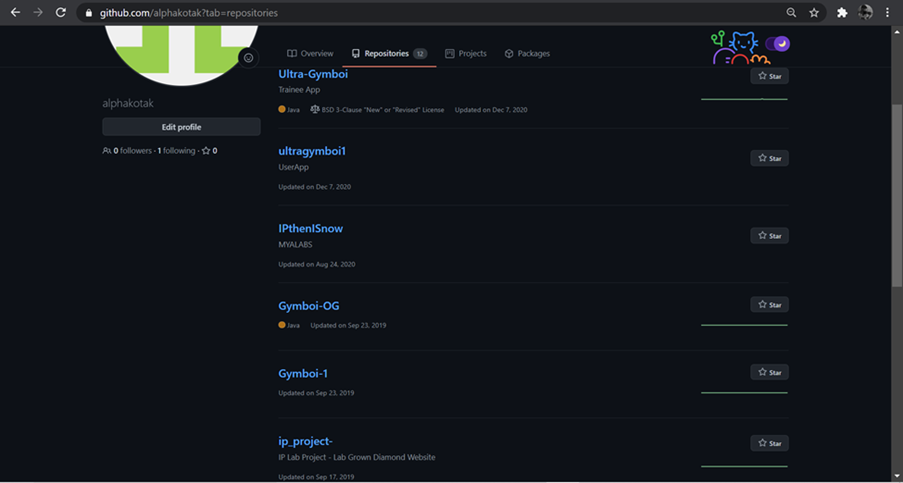 github.com/alphakotak?tab=repositories
Overview Repositories 12 Projects Packages
alphakotak
Edit profile
0 followers · 1 following · 0
Ultra-Gymboi
Star
Trainee App
Java BSD 3-Clause "New" or "Revised" License Updated on Dec 7, 2020
ultragymboi1
Star
UserApp
Updated on Dec 7, 2020
IPthenISnow
Star
MYALABS
Updated on Aug 24, 2020
Gymboi-OG
Star
Java Updated on Sep 23, 2019
Gymboi-1
Star
Updated on Sep 23, 2019
ip_project-
Star
IP Lab Project - Lab Grown Diamond Website
Updated on Sep 17, 2019